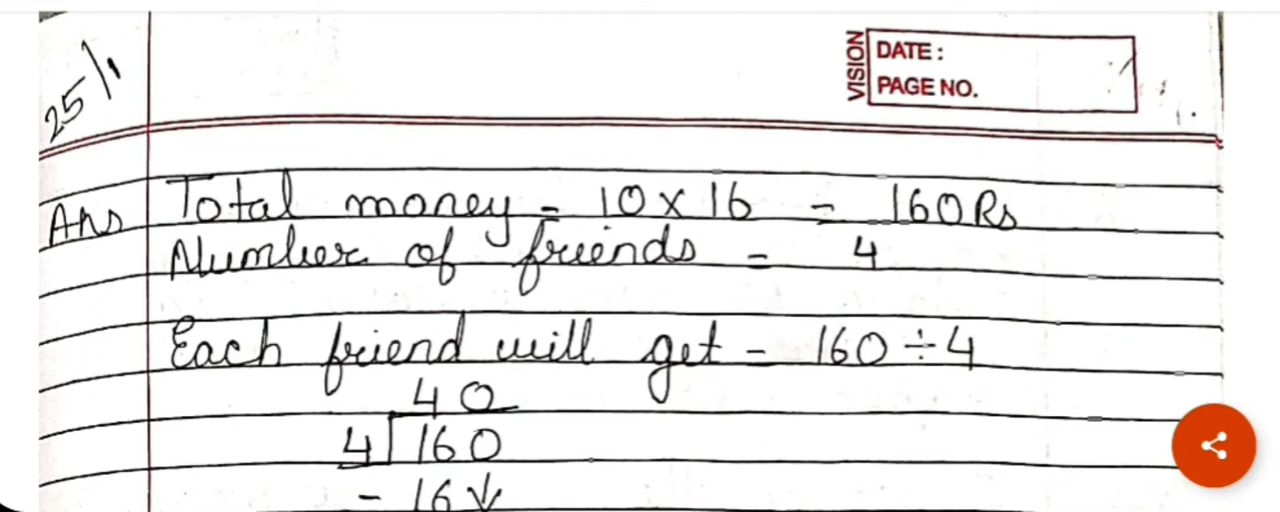 25/1
VISION
DATE :
PAGE NO.
Ans Total money = 10 x 16 = 160 Rs
Number of friends = 4
Each friend will get = 160 ÷ 4
40
4 160
- 16 ↓